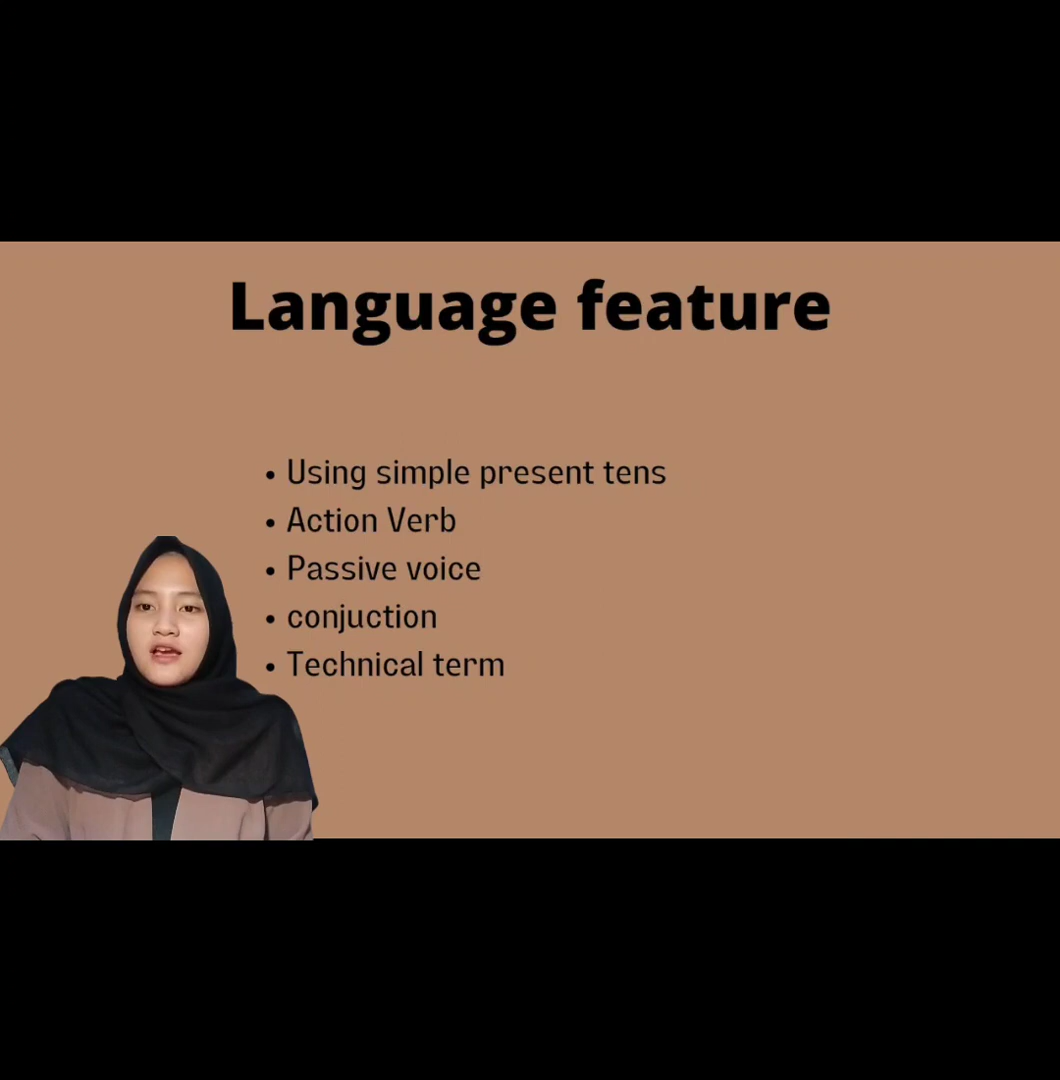 Language feature
• Using simple present tens
• Action Verb
• Passive voice
• conjuction
• Technical term